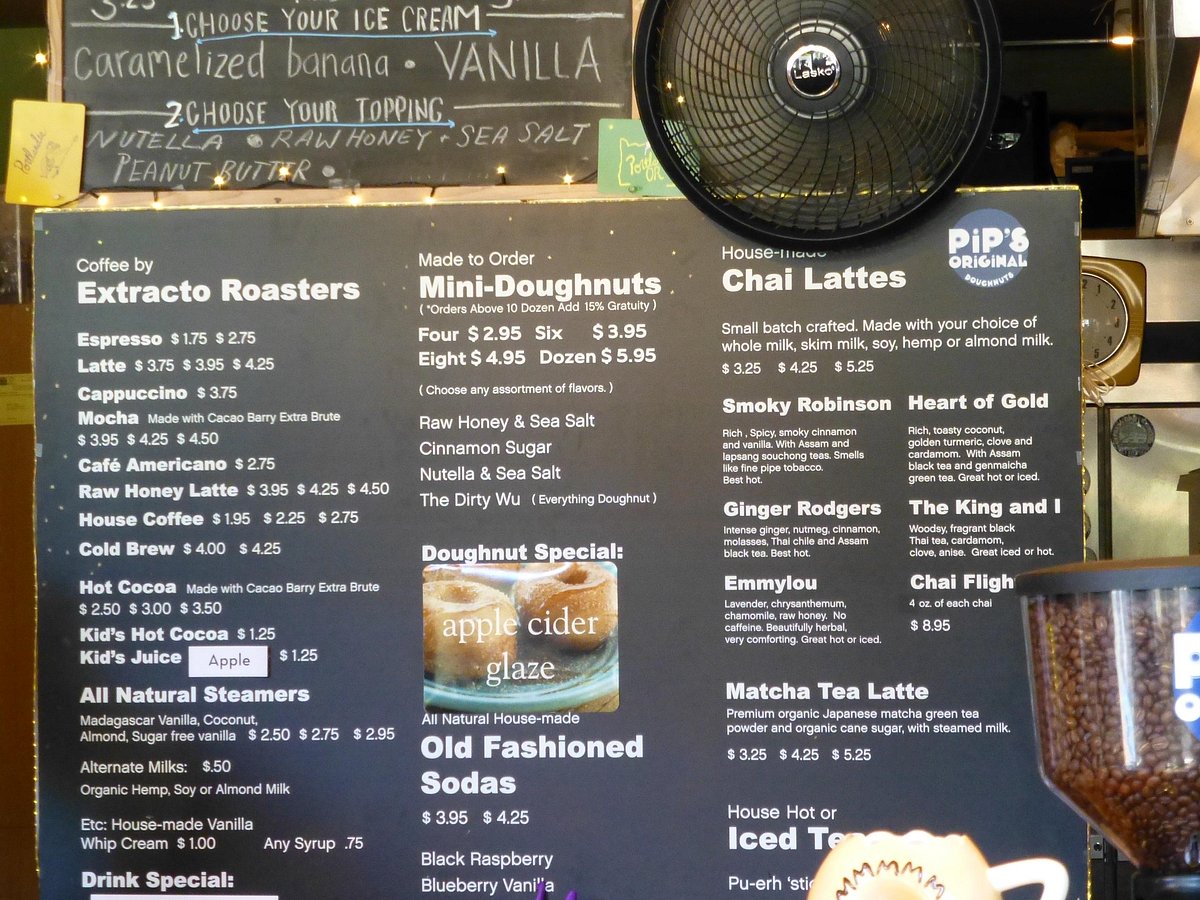 1. CHOOSE YOUR ICE CREAM
Caramelized banana • VANILLA
2. CHOOSE YOUR TOPPING
NUTELLA • RAW HONEY + SEA SALT
PEANUT BUTTER •
Lasko
PiP'S
ORIGINAL
DOUGHNUTS
Coffee by
Extracto Roasters
Espresso $ 1.75 $ 2.75
Latte $ 3.75 $ 3.95 $ 4.25
Cappuccino $ 3.75
Mocha Made with Cacao Barry Extra Brute
$ 3.95 $ 4.25 $ 4.50
Café Americano $ 2.75
Raw Honey Latte $ 3.95 $ 4.25 $ 4.50
House Coffee $ 1.95 $ 2.25 $ 2.75
Cold Brew $ 4.00 $ 4.25
Hot Cocoa Made with Cacao Barry Extra Brute
$ 2.50 $ 3.00 $ 3.50
Kid's Hot Cocoa $ 1.25
Kid's Juice Apple $ 1.25
All Natural Steamers
Madagascar Vanilla, Coconut,
Almond, Sugar free vanilla $ 2.50 $ 2.75 $ 2.95
Alternate Milks: $.50
Organic Hemp, Soy or Almond Milk
Etc: House-made Vanilla
Whip Cream $ 1.00 Any Syrup .75
Drink Special:
Made to Order
Mini-Doughnuts
( *Orders Above 10 Dozen Add 15% Gratuity )
Four $ 2.95 Six $ 3.95
Eight $ 4.95 Dozen $ 5.95
( Choose any assortment of flavors. )
Raw Honey & Sea Salt
Cinnamon Sugar
Nutella & Sea Salt
The Dirty Wu ( Everything Doughnut )
Doughnut Special:
apple cider
glaze
All Natural House-made
Old Fashioned
Sodas
$ 3.95 $ 4.25
Black Raspberry
Blueberry Vanilla
House-made
Chai Lattes
Small batch crafted. Made with your choice of
whole milk, skim milk, soy, hemp or almond milk.
$ 3.25 $ 4.25 $ 5.25
Smoky Robinson
Rich , Spicy, smoky cinnamon
and vanilla. With Assam and
lapsang souchong teas. Smells
like fine pipe tobacco.
Best hot.
Heart of Gold
Rich, toasty coconut,
golden turmeric, clove and
cardamom. With Assam
black tea and genmaicha
green tea. Great hot or iced.
Ginger Rodgers
Intense ginger, nutmeg, cinnamon,
molasses, Thai chile and Assam
black tea. Best hot.
The King and I
Woodsy, fragrant black
Thai tea, cardamom,
clove, anise. Great iced or hot.
Emmylou
Lavender, chrysanthemum,
chamomile, raw honey. No
caffeine. Beautifully herbal,
very comforting. Great hot or iced.
Chai Fligh
4 oz. of each chai
$ 8.95
Matcha Tea Latte
Premium organic Japanese matcha green tea
powder and organic cane sugar, with steamed milk.
$ 3.25 $ 4.25 $ 5.25
House Hot or
Iced Te
Pu-erh 'stic